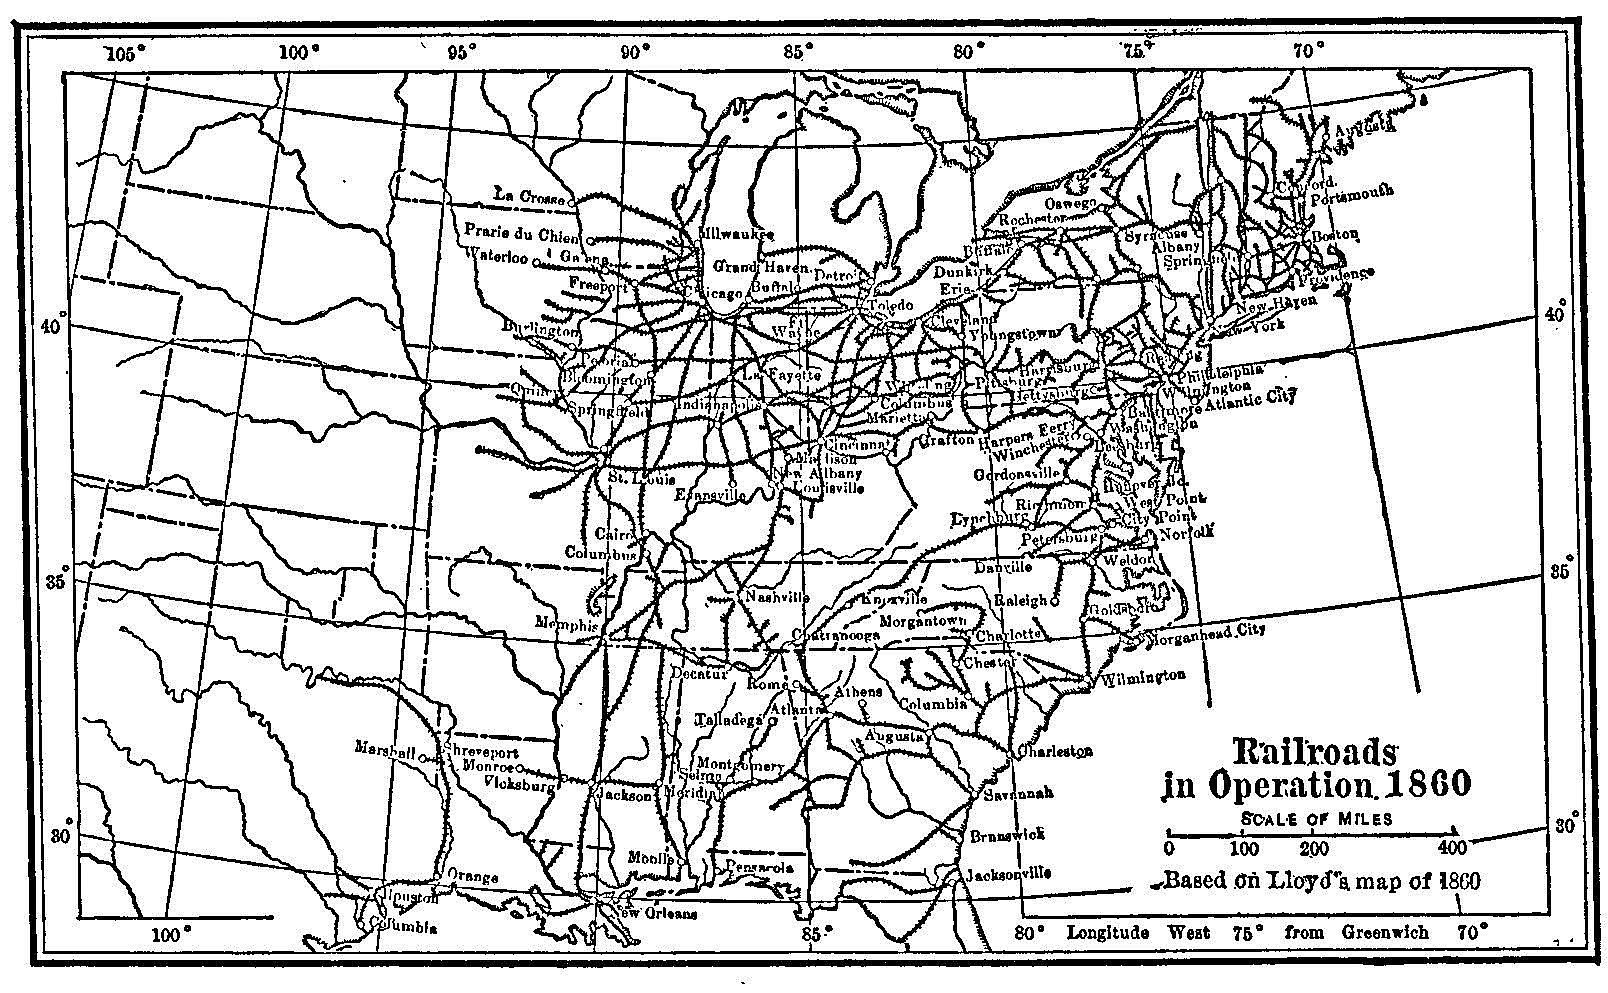 105° 100° 95° 90° 85° 80° 75° 70°
Augusta
La Crosse
Concord.
Portsmouth
Oswego
Rochester
Prarie du Chien
Milwaukee
Syracuse
Boston
Albany
Buffalo
Waterloo
Galena
Grand Haven.
Detroit
Dunkirk
Providence
Freeport
Chicago
Buffalo
Erie
Toledo
New Haven
New York
40°
40°
Cleveland
Burlington
Youngstown
Peoria
Reading
La Fayette
Harrisburg
Bloomington
Pittsburg
Philadelphia
Quincy
Gettysburg
Wilmington
Springfield
Indianapolis
Columbus
Baltimore
Atlantic City
Marietta
Washington
Cincinnati
Grafton
Harpers Ferry
Winchester
Madison
New Albany
St. Louis
Louisville
Gordonsville
Evansville
West Point
Richmon
Lynchburg
City Point
Cairo
Petersburg
Norfolk
Columbus
Weldon
Danville
35°
35°
Nashville
Knoxville
Raleigh
Goldsboro
Morgantown
Memphis
Chatanooga
Charlotte
Morganhead City
Chester
Decatur
Rome
Wilmington
Athens
Atlanta
Columbia
Talladega
Augusta
Marshall
Shreveport
Charleston
Monroe
Montgomery
Vicksburg
Selma
Jackson
Meridian
Savannah
Railroads
in Operation 1860
SCALE OF MILES
0 100 200 400
30°
30°
Brunswick
Mobile
Pensacola
Orange
Jacksonville
Based on Lloyd's map of 1860
Houston
New Orleans
Columbia
100° 85° 80° Longitude West 75° from Greenwich 70°